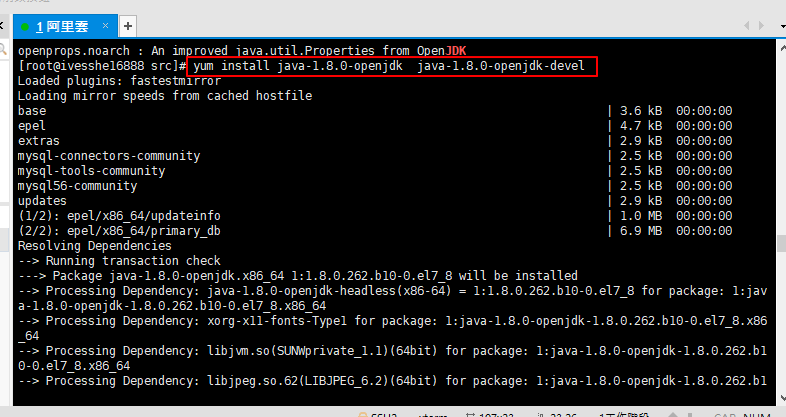 1 阿里雲 × +
openprops.noarch : An improved java.util.Properties from OpenJDK
[root@ivesshe16888 src]# yum install java-1.8.0-openjdk  java-1.8.0-openjdk-devel
Loaded plugins: fastestmirror
Loading mirror speeds from cached hostfile
base | 3.6 kB  00:00:00
epel | 4.7 kB  00:00:00
extras | 2.9 kB  00:00:00
mysql-connectors-community | 2.5 kB  00:00:00
mysql-tools-community | 2.5 kB  00:00:00
mysql56-community | 2.5 kB  00:00:00
updates | 2.9 kB  00:00:00
(1/2): epel/x86_64/updateinfo | 1.0 MB  00:00:00
(2/2): epel/x86_64/primary_db | 6.9 MB  00:00:00
Resolving Dependencies
--> Running transaction check
---> Package java-1.8.0-openjdk.x86_64 1:1.8.0.262.b10-0.el7_8 will be installed
--> Processing Dependency: java-1.8.0-openjdk-headless(x86-64) = 1:1.8.0.262.b10-0.el7_8 for package: 1:jav
a-1.8.0-openjdk-1.8.0.262.b10-0.el7_8.x86_64
--> Processing Dependency: xorg-x11-fonts-Type1 for package: 1:java-1.8.0-openjdk-1.8.0.262.b10-0.el7_8.x86
_64
--> Processing Dependency: libjvm.so(SUNWprivate_1.1)(64bit) for package: 1:java-1.8.0-openjdk-1.8.0.262.b1
0-0.el7_8.x86_64
--> Processing Dependency: libjpeg.so.62(LIBJPEG_6.2)(64bit) for package: 1:java-1.8.0-openjdk-1.8.0.262.b1